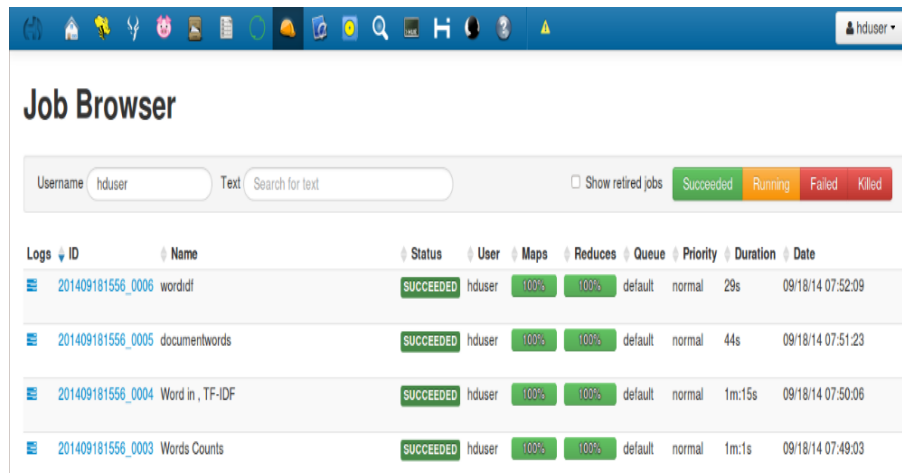 hduser
Job Browser
Username hduser Text Search for text Show retired jobs Succeeded Running Failed Killed
Logs ID Name Status User Maps Reduces Queue Priority Duration Date
201409181556_0006 wordidf SUCCEEDED hduser 100% 100% default normal 29s 09/18/14 07:52:09
201409181556_0005 documentwords SUCCEEDED hduser 100% 100% default normal 44s 09/18/14 07:51:23
201409181556_0004 Word in , TF-IDF SUCCEEDED hduser 100% 100% default normal 1m:15s 09/18/14 07:50:06
201409181556_0003 Words Counts SUCCEEDED hduser 100% 100% default normal 1m:1s 09/18/14 07:49:03